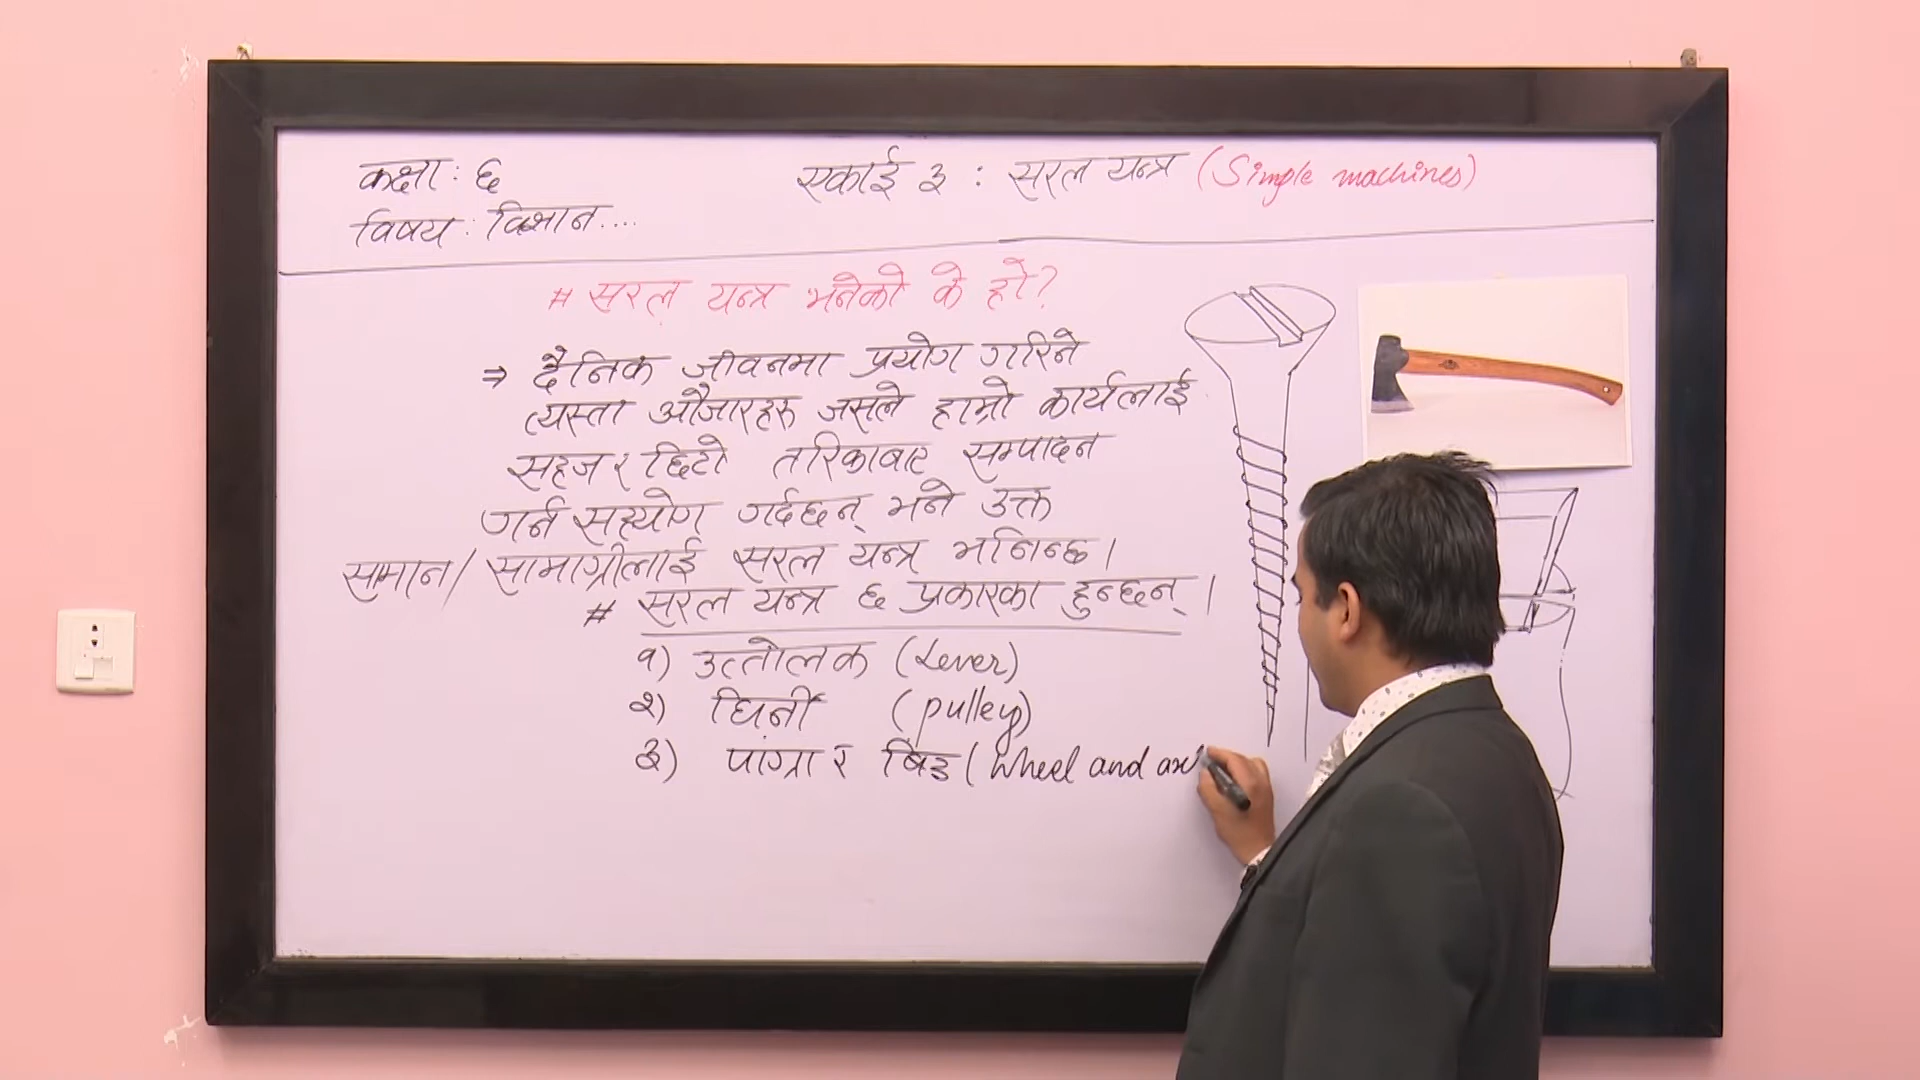 कक्षा : ६
एकाई ३ : सरल यन्त्र (Simple machines)
विषय : विज्ञान....
# सरल यन्त्र भनेको के हो?
⇒ दैनिक जीवनमा प्रयोग गरिने
त्यस्ता औजारहरु जसले हाम्रो कार्यलाई
सहज र छिटो तरिकाबाट सम्पादन
गर्न सहयोग गर्दछन् भने उक्त
सामान/ सामाग्रीलाई सरल यन्त्र भनिन्छ।
# सरल यन्त्र ६ प्रकारका हुन्छन् ।
१) उत्तोलक (Lever)
२) घिर्नी (pulley)
३) पांग्रा र बिंड (Wheel and ax